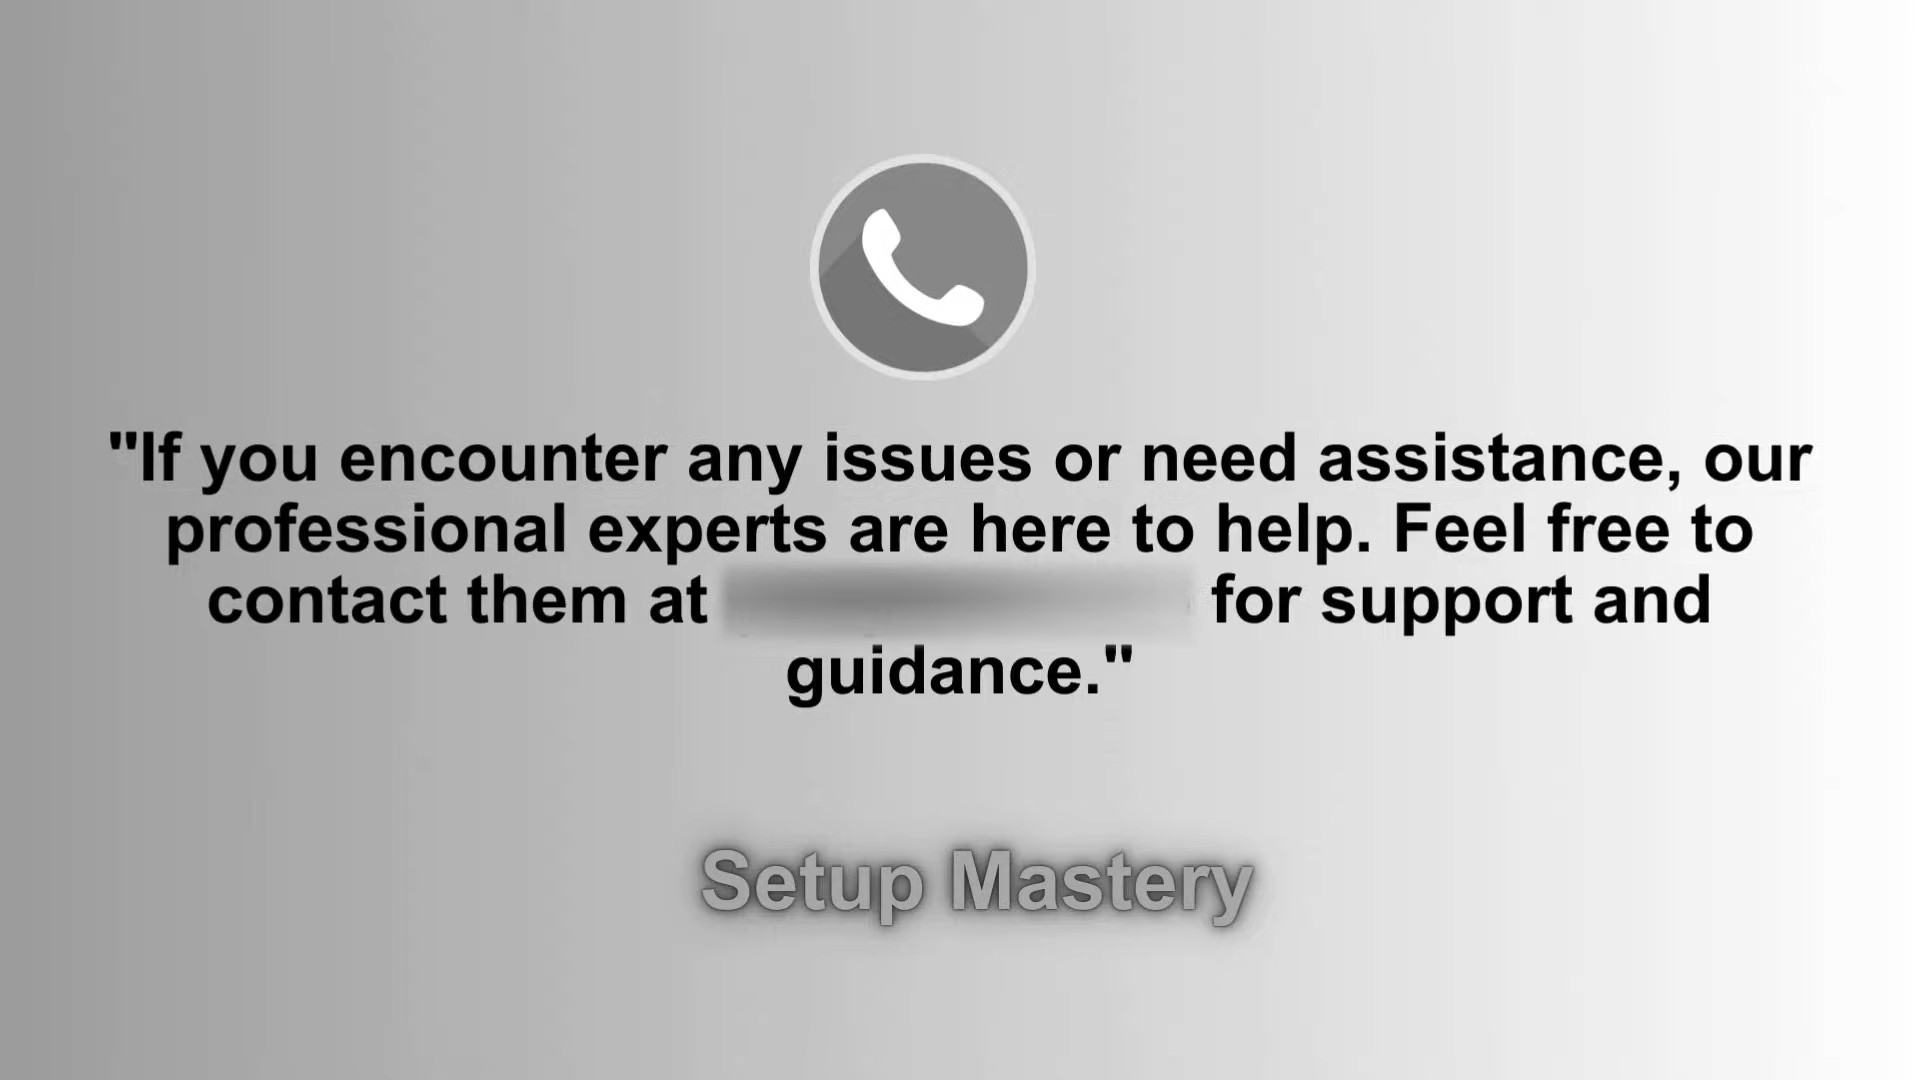 "If you encounter any issues or need assistance, our
professional experts are here to help. Feel free to
contact them at for support and
guidance."
Setup Mastery